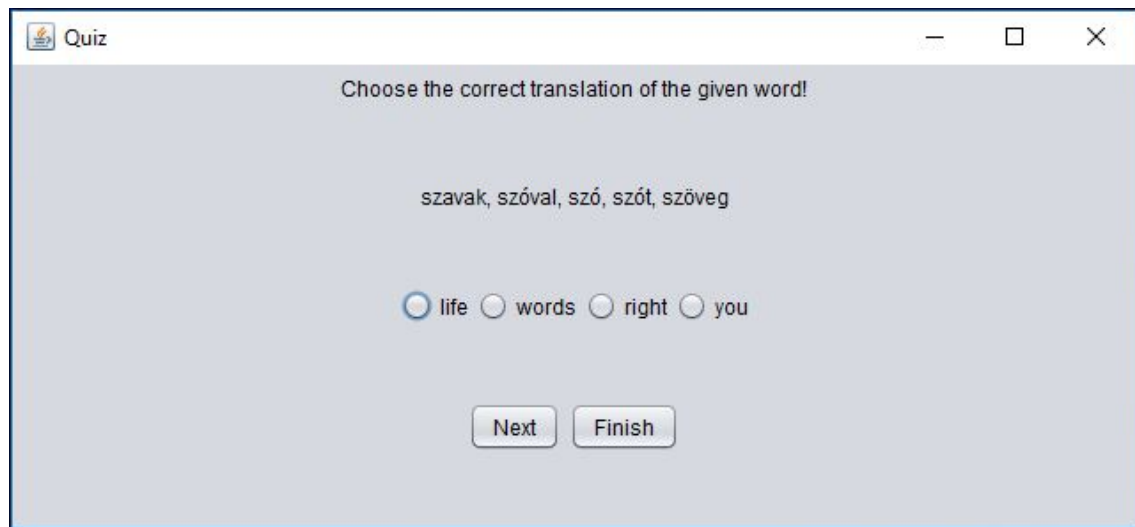 Quiz
Choose the correct translation of the given word!
szavak, szóval, szó, szót, szöveg
life words right you
Next Finish